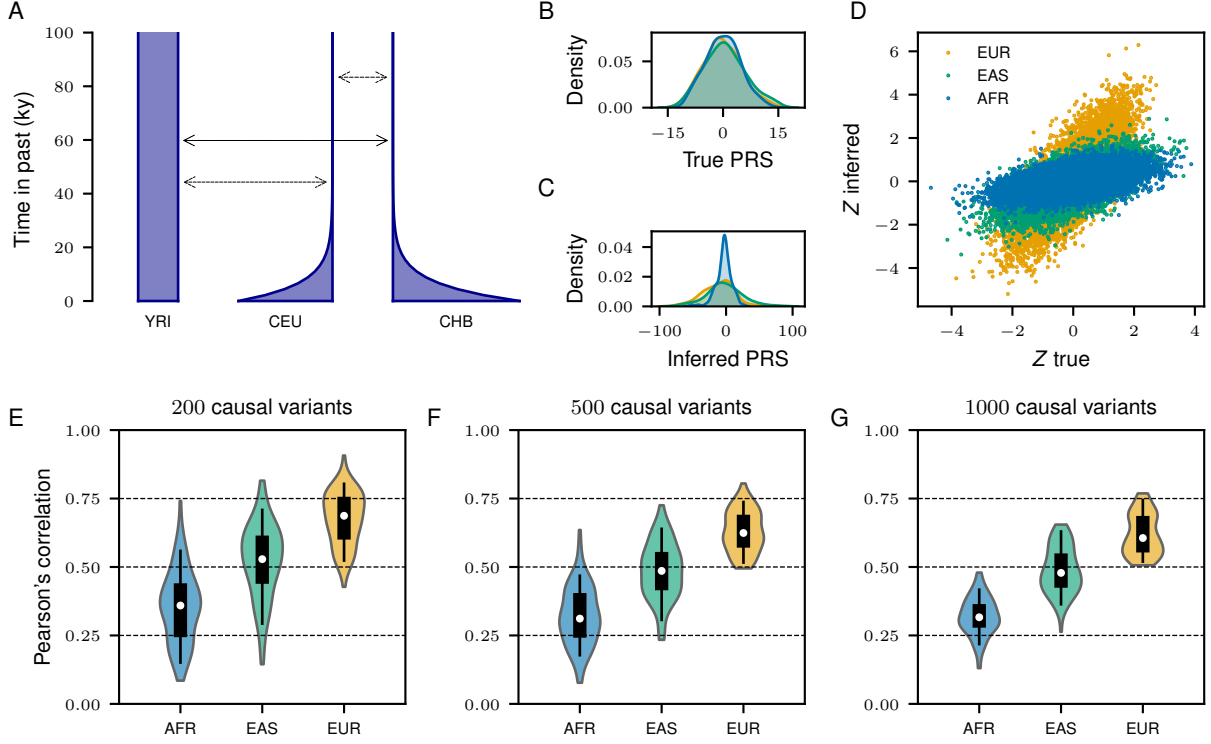 A
Time in past (ky)
100
80
60
40
20
0
YRI
CEU
CHB
B
Density
0.05
0.00
−15
0
15
True PRS
C
Density
0.04
0.02
0.00
−100
0
100
Inferred PRS
D
Z inferred
6
4
2
0
−2
−4
EUR
EAS
AFR
−4
−2
0
2
4
Z true
E
200 causal variants
Pearson's correlation
1.00
0.75
0.50
0.25
0.00
AFR
EAS
EUR
F
500 causal variants
1.00
0.75
0.50
0.25
0.00
AFR
EAS
EUR
G
1000 causal variants
1.00
0.75
0.50
0.25
0.00
AFR
EAS
EUR